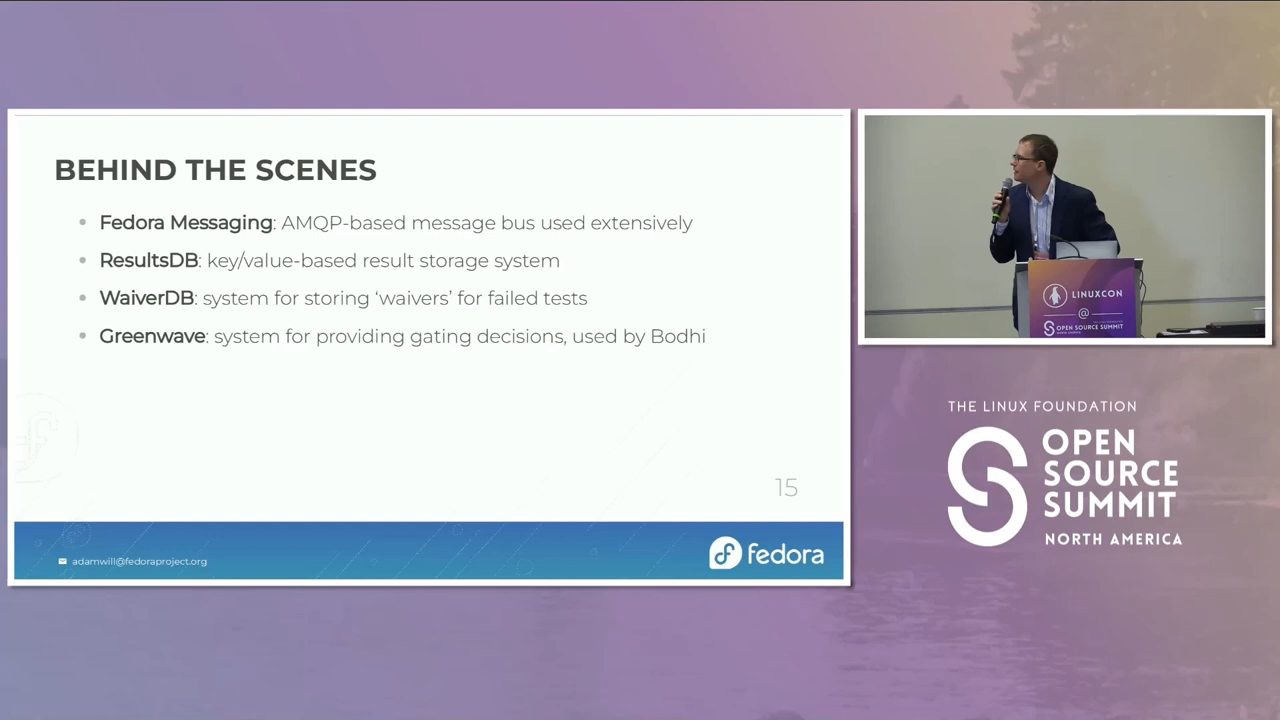 BEHIND THE SCENES
• Fedora Messaging: AMQP-based message bus used extensively
• ResultsDB: key/value-based result storage system
• WaiverDB: system for storing ‘waivers’ for failed tests
• Greenwave: system for providing gating decisions, used by Bodhi
15
adamwill@fedoraproject.org
fedora
LINUXCON
@
OPEN SOURCE SUMMIT
NORTH AMERICA
THE LINUX FOUNDATION
OPEN
SOURCE
SUMMIT
NORTH AMERICA